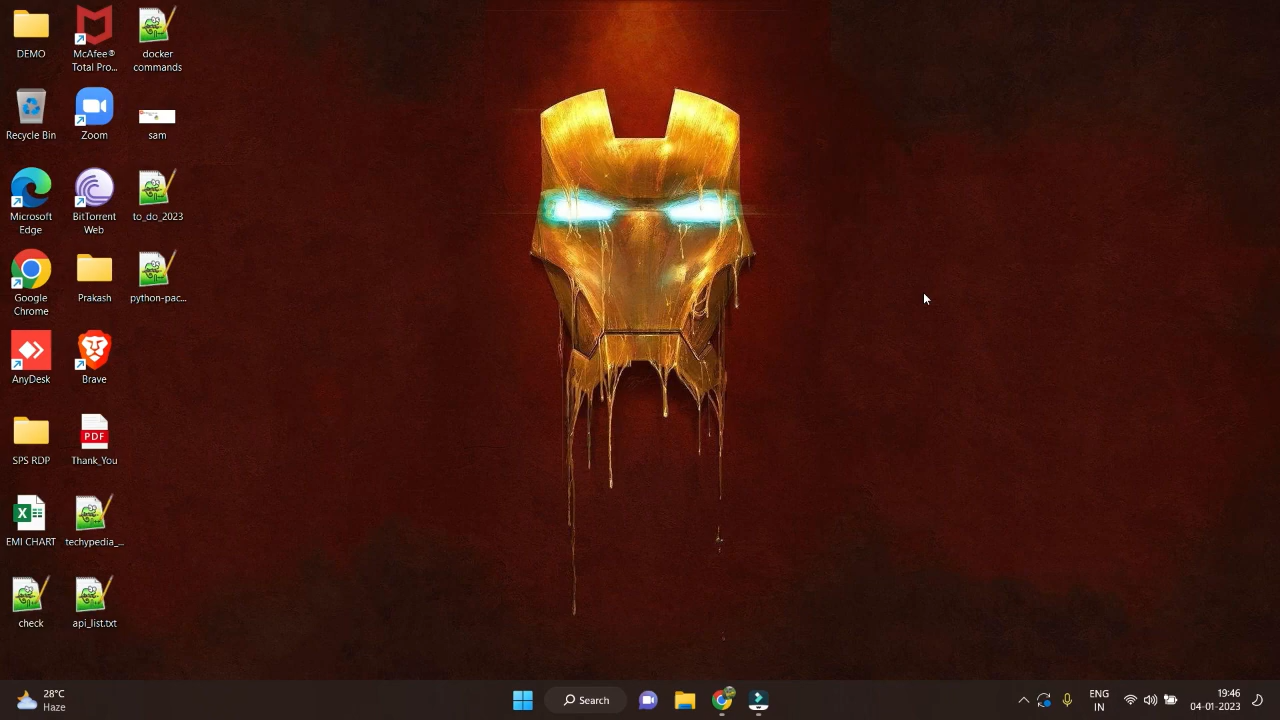 DEMO
McAfee®
Total Pro...
docker
commands
Recycle Bin
Zoom
sam
Microsoft
Edge
BitTorrent
Web
to_do_2023
Google
Chrome
Prakash
python-pac...
AnyDesk
Brave
SPS RDP
PDF
Thank_You
EMI CHART
techypedia_...
check
api_list.txt
28°C
Haze
Search
ENG
IN
19:46
04-01-2023